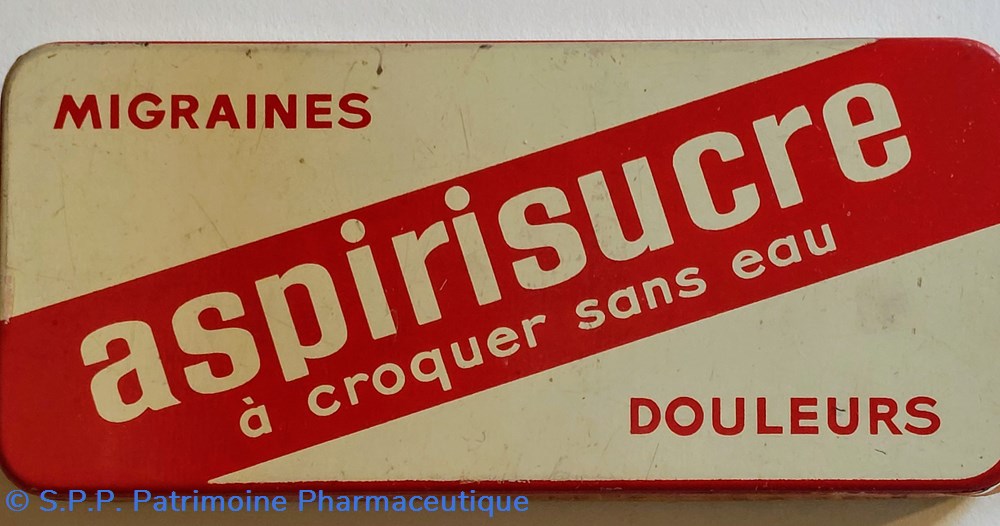 MIGRAINES
aspirisucre
à croquer sans eau
DOULEURS
© S.P.P. Patrimoine Pharmaceutique